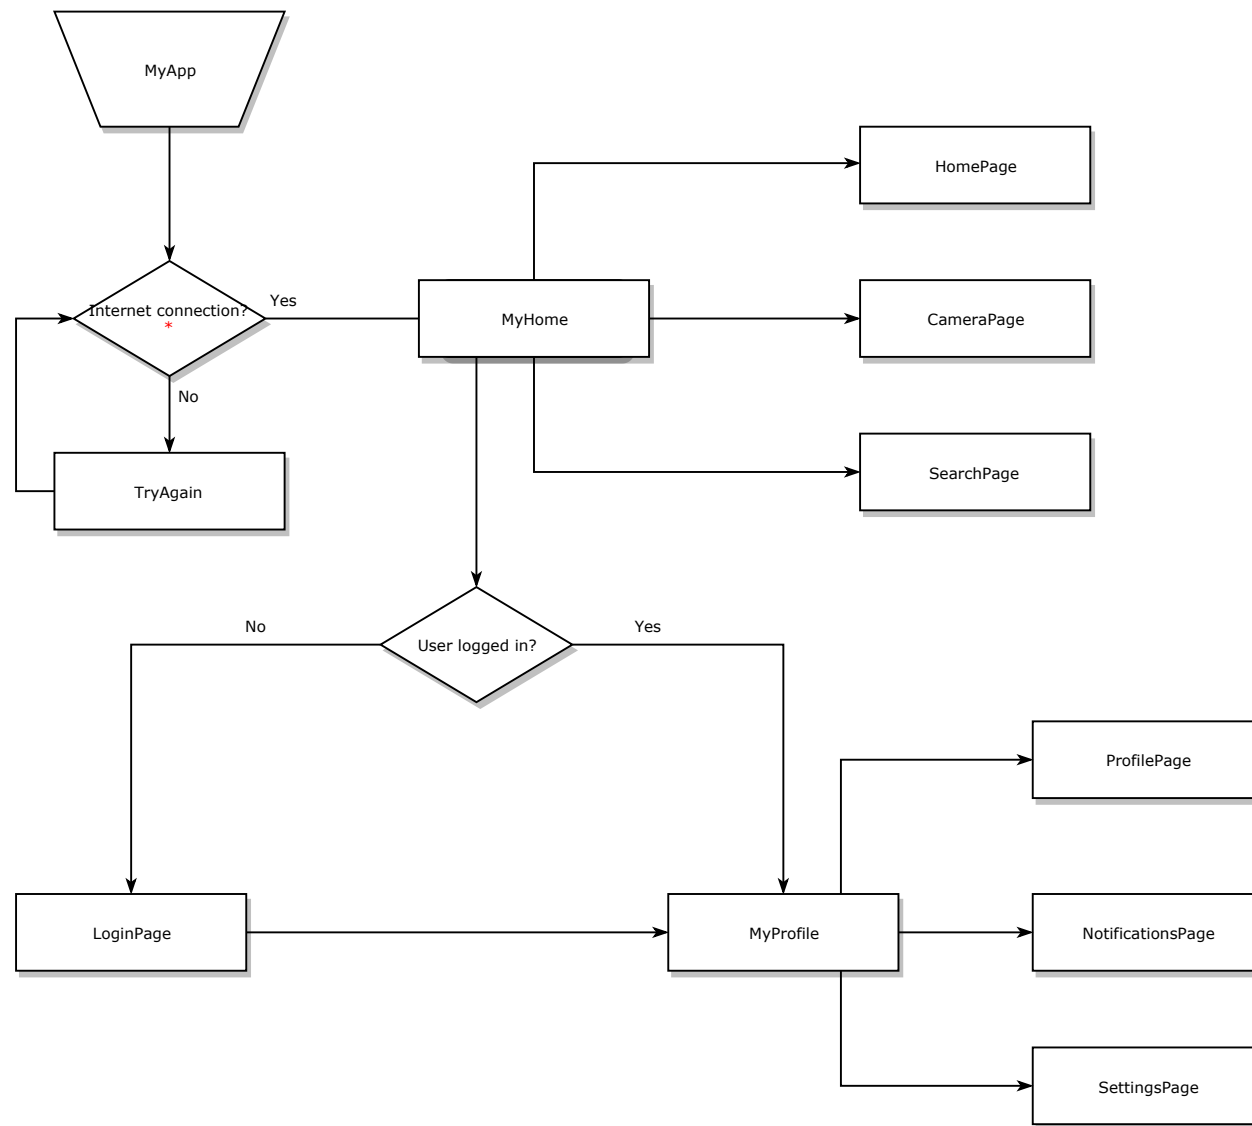 MyApp
HomePage
Internet connection?
*
Yes
MyHome
CameraPage
No
TryAgain
SearchPage
No
Yes
User logged in?
ProfilePage
LoginPage
MyProfile
NotificationsPage
SettingsPage